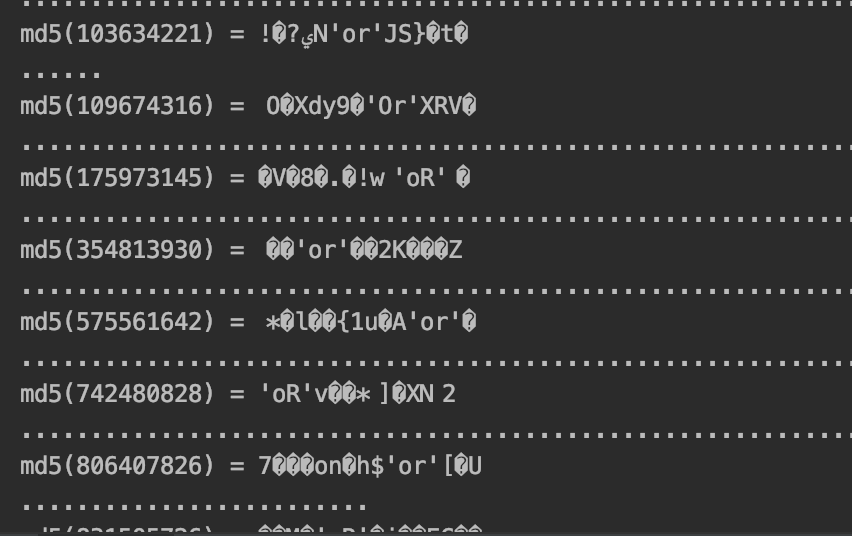 md5(103634221) = !�?يN'or'JS}�t�
......
md5(109674316) = O�Xdy9�'Or'XRV�
............................................................
md5(175973145) = �V�8�.�!w 'oR' �
............................................................
md5(354813930) = ��'or'��2K���Z
............................................................
md5(575561642) = *�l��{1u�A'or'�
............................................................
md5(742480828) = 'oR'v��* ]�XN 2
............................................................
md5(806407826) = 7���on�h$'or'[�U
.........................